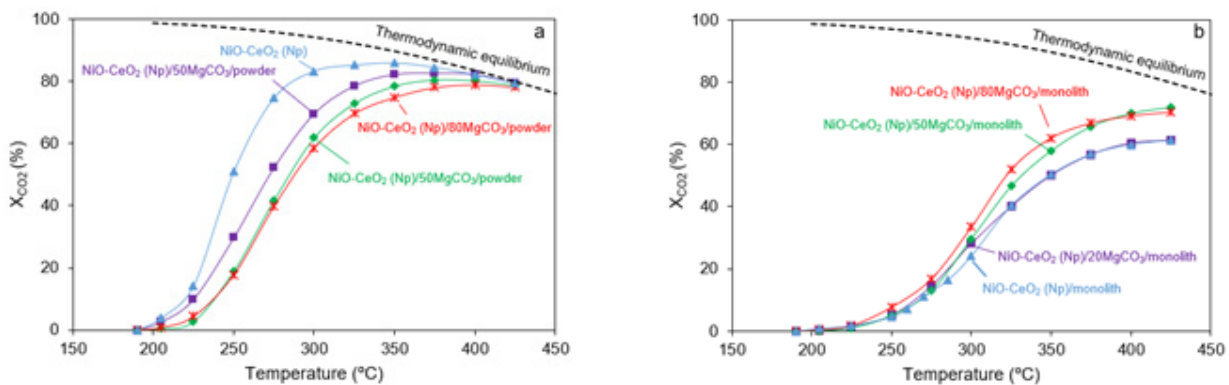 100
80
60
40
20
0
X_CO2 (%)
a
Thermodynamic equilibrium
NiO-CeO₂ (Np)
NiO-CeO₂ (Np)/50MgCO₃/powder
NiO-CeO₂ (Np)/80MgCO₃/powder
NiO-CeO₂ (Np)/50MgCO₃/powder
150 200 250 300 350 400 450
Temperature (ºC)
100
80
60
40
20
0
X_CO2 (%)
b
Thermodynamic equilibrium
NiO-CeO₂ (Np)/80MgCO₃/monolith
NiO-CeO₂ (Np)/50MgCO₃/monolith
NiO-CeO₂ (Np)/20MgCO₃/monolith
NiO-CeO₂ (Np)/monolith
150 200 250 300 350 400 450
Temperature (ºC)